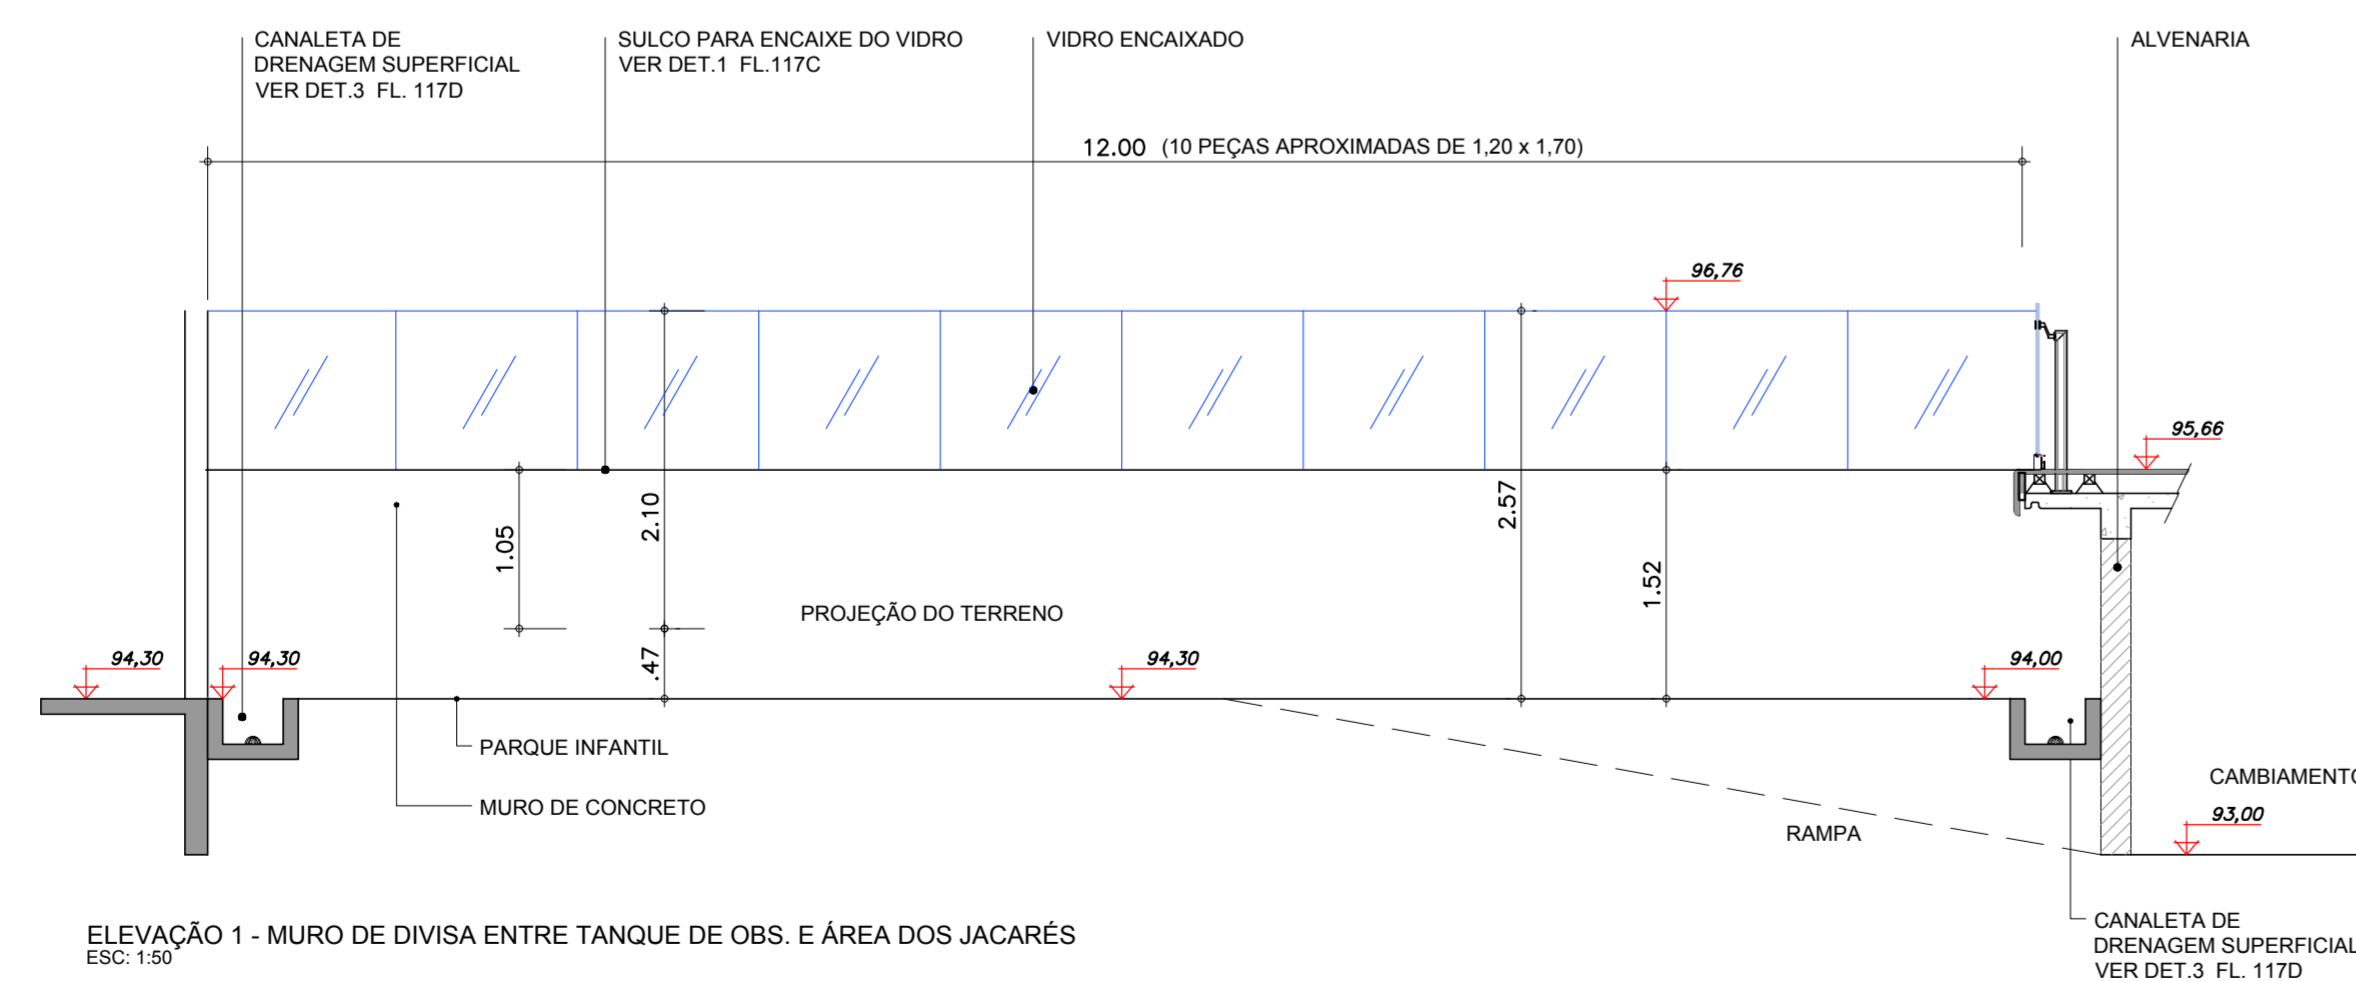 CANALETA DE
DRENAGEM SUPERFICIAL
VER DET.3 FL. 117D
SULCO PARA ENCAIXE DO VIDRO
VER DET.1 FL.117C
VIDRO ENCAIXADO
ALVENARIA
12.00 (10 PEÇAS APROXIMADAS DE 1,20 x 1,70)
96,76
95,66
1.05
2.10
2.57
1.52
PROJEÇÃO DO TERRENO
.47
94,30
94,30
94,30
94,00
PARQUE INFANTIL
MURO DE CONCRETO
RAMPA
CAMBIAMENTO
93,00
ELEVAÇÃO 1 - MURO DE DIVISA ENTRE TANQUE DE OBS. E ÁREA DOS JACARÉS
ESC: 1:50
CANALETA DE
DRENAGEM SUPERFICIAL
VER DET.3 FL. 117D